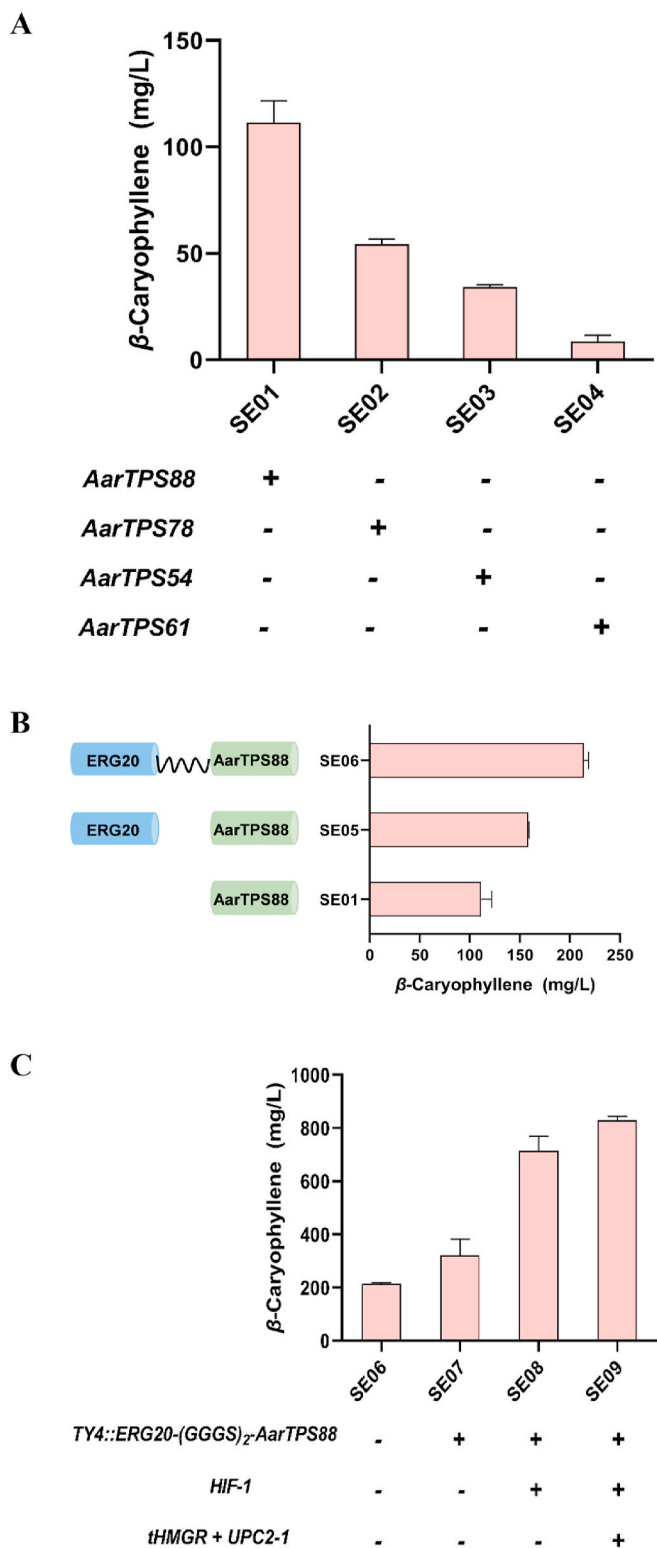 A
β-Caryophyllene (mg/L)
150
100
50
0
SE01 SE02 SE03 SE04
AarTPS88 + - - -
AarTPS78 - + - -
AarTPS54 - - + -
AarTPS61 - - - +
B
ERG20 AarTPS88 SE06
ERG20 AarTPS88 SE05
AarTPS88 SE01
0 50 100 150 200 250
β-Caryophyllene (mg/L)
C
β-Caryophyllene (mg/L)
1000
800
600
400
200
0
SE06 SE07 SE08 SE09
TY4::ERG20-(GGGS)₂-AarTPS88 - + + +
HIF-1 - - + +
tHMGR + UPC2-1 - - - +